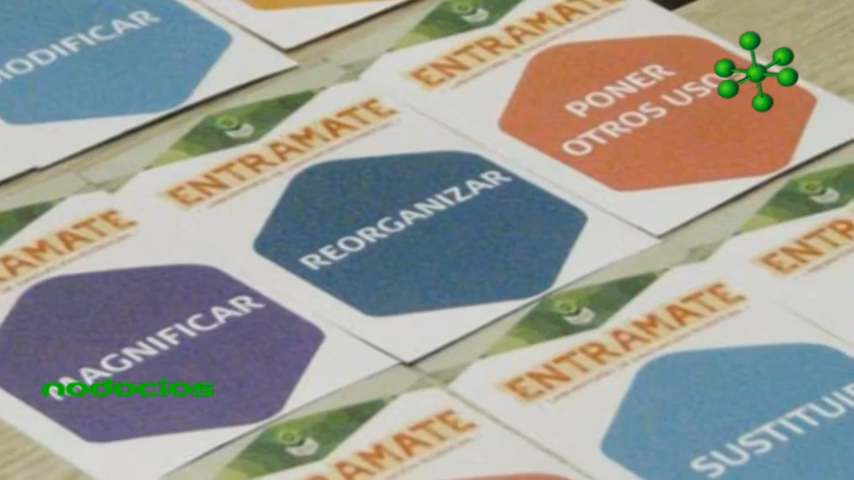 MODIFICAR
ENTRAMATE
PONER
OTROS USOS
ENTRAMATE
REORGANIZAR
ENTRAMATE
MAGNIFICAR
nodocios
ENTRAMATE
ENTRAMATE
SUSTITUIR
ENTRAMATE